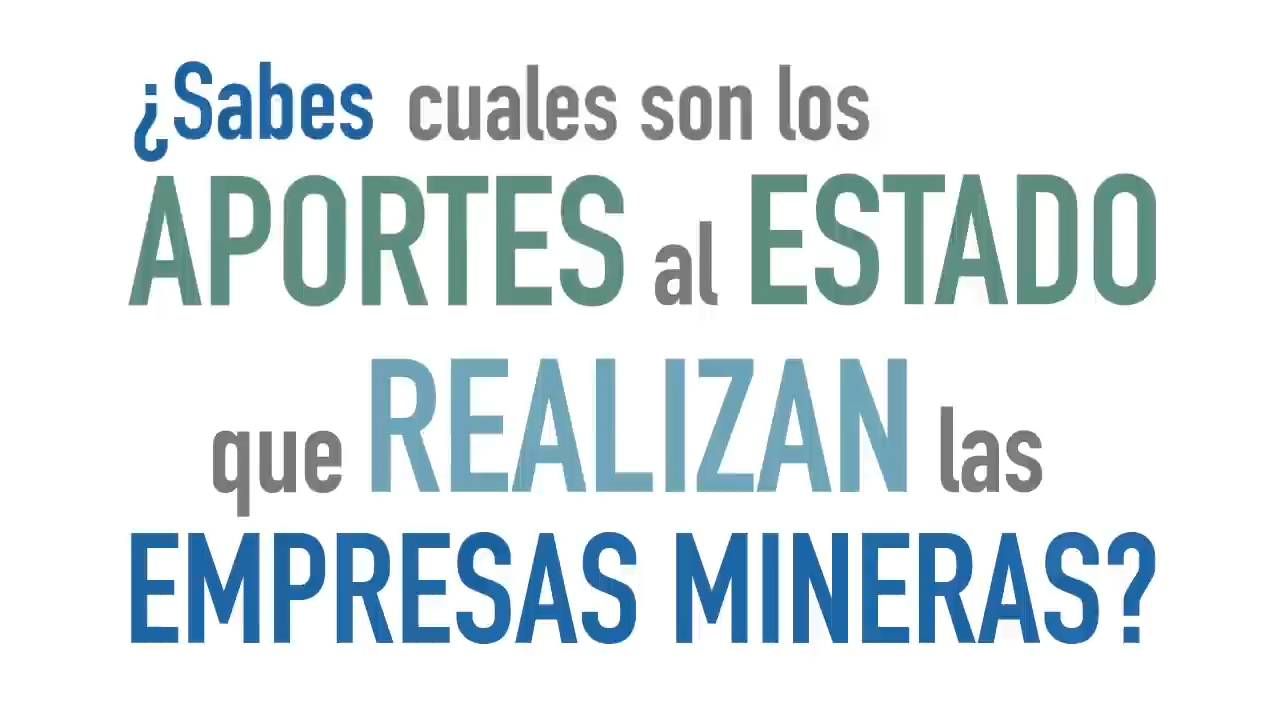 ¿Sabes cuales son los
APORTES al ESTADO
que REALIZAN las
EMPRESAS MINERAS?